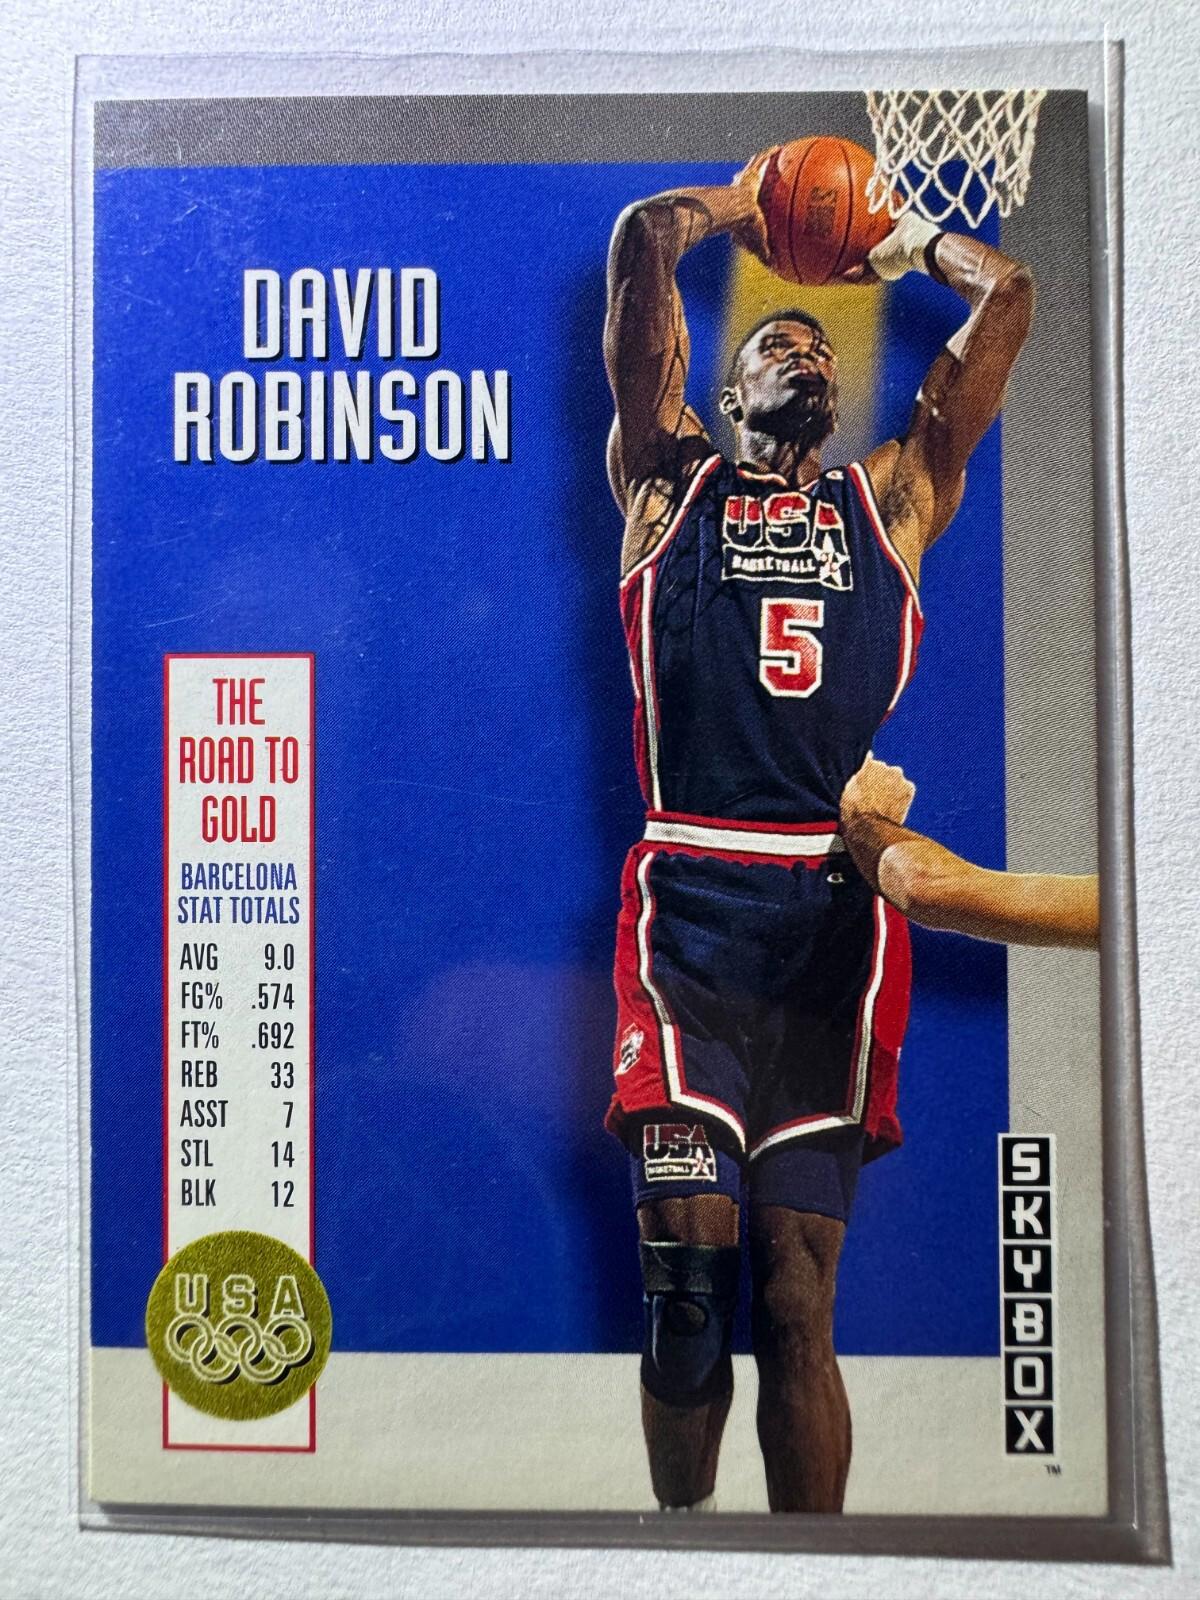 DAVID
ROBINSON
USA
BASKETBALL
5
THE
ROAD TO
GOLD
BARCELONA
STAT TOTALS
AVG 9.0
FG% .574
FT% .692
REB 33
ASST 7
STL 14
BLK 12
USA
BASKETBALL
USA
SKYBOX
TM